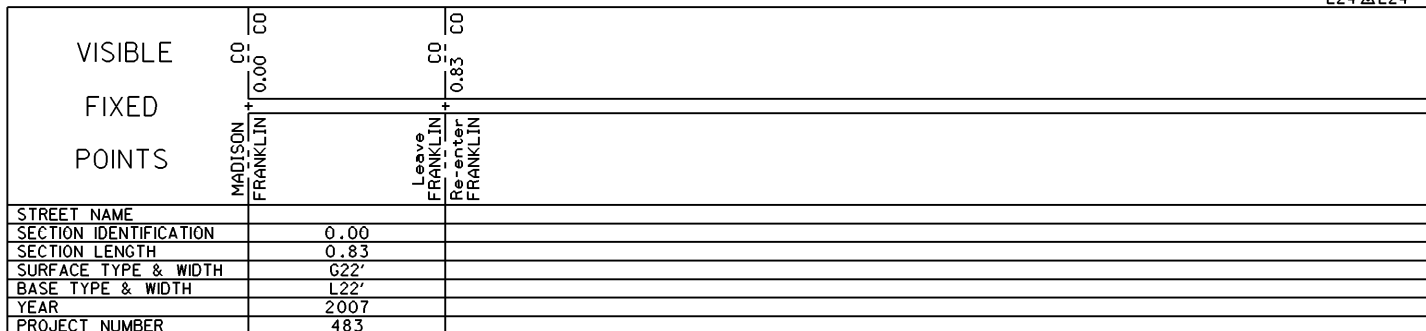 VISIBLE
FIXED
POINTS
CO CO
0.00
MADISON
FRANKLIN
CO CO
0.83
Leave
FRANKLIN
Re-enter
FRANKLIN
STREET NAME
SECTION IDENTIFICATION 0.00
SECTION LENGTH 0.83
SURFACE TYPE & WIDTH G22'
BASE TYPE & WIDTH L22'
YEAR 2007
PROJECT NUMBER 483